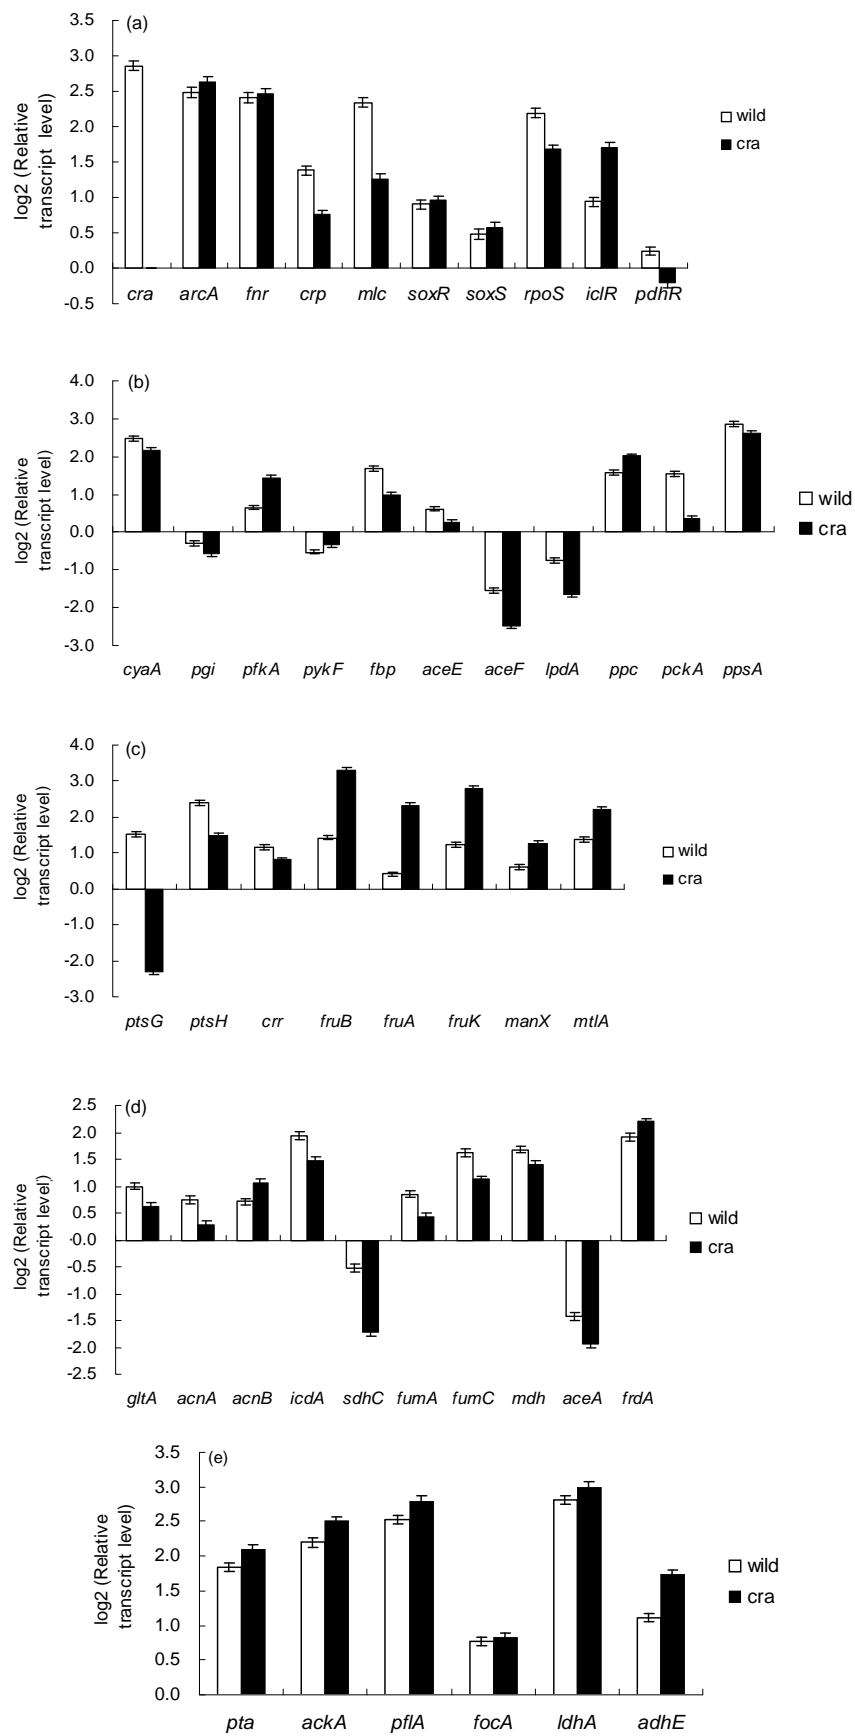 (a)
3.5
3.0
2.5
2.0
1.5
1.0
0.5
0.0
-0.5
log2 (Relative
transcript level)
cra arcA fnr crp mlc soxR soxS rpoS iclR pdhR
wild
cra
(b)
4.0
3.0
2.0
1.0
0.0
-1.0
-2.0
-3.0
log2 (Relative
transcript level)
cyaA pgi pfkA pykF fbp aceE aceF lpdA ppc pckA ppsA
wild
cra
(c)
4.0
3.0
2.0
1.0
0.0
-1.0
-2.0
-3.0
log2 (Relative
transcript level)
ptsG ptsH crr fruB fruA fruK manX mtlA
wild
cra
(d)
2.5
2.0
1.5
1.0
0.5
0.0
-0.5
-1.0
-1.5
-2.0
-2.5
log2 (Relative
transcript level)
gltA acnA acnB icdA sdhC fumA fumC mdh aceA frdA
wild
cra
(e)
3.5
3.0
2.5
2.0
1.5
1.0
0.5
0.0
log2 (Relative
transcript level)
pta ackA pflA focA ldhA adhE
wild
cra